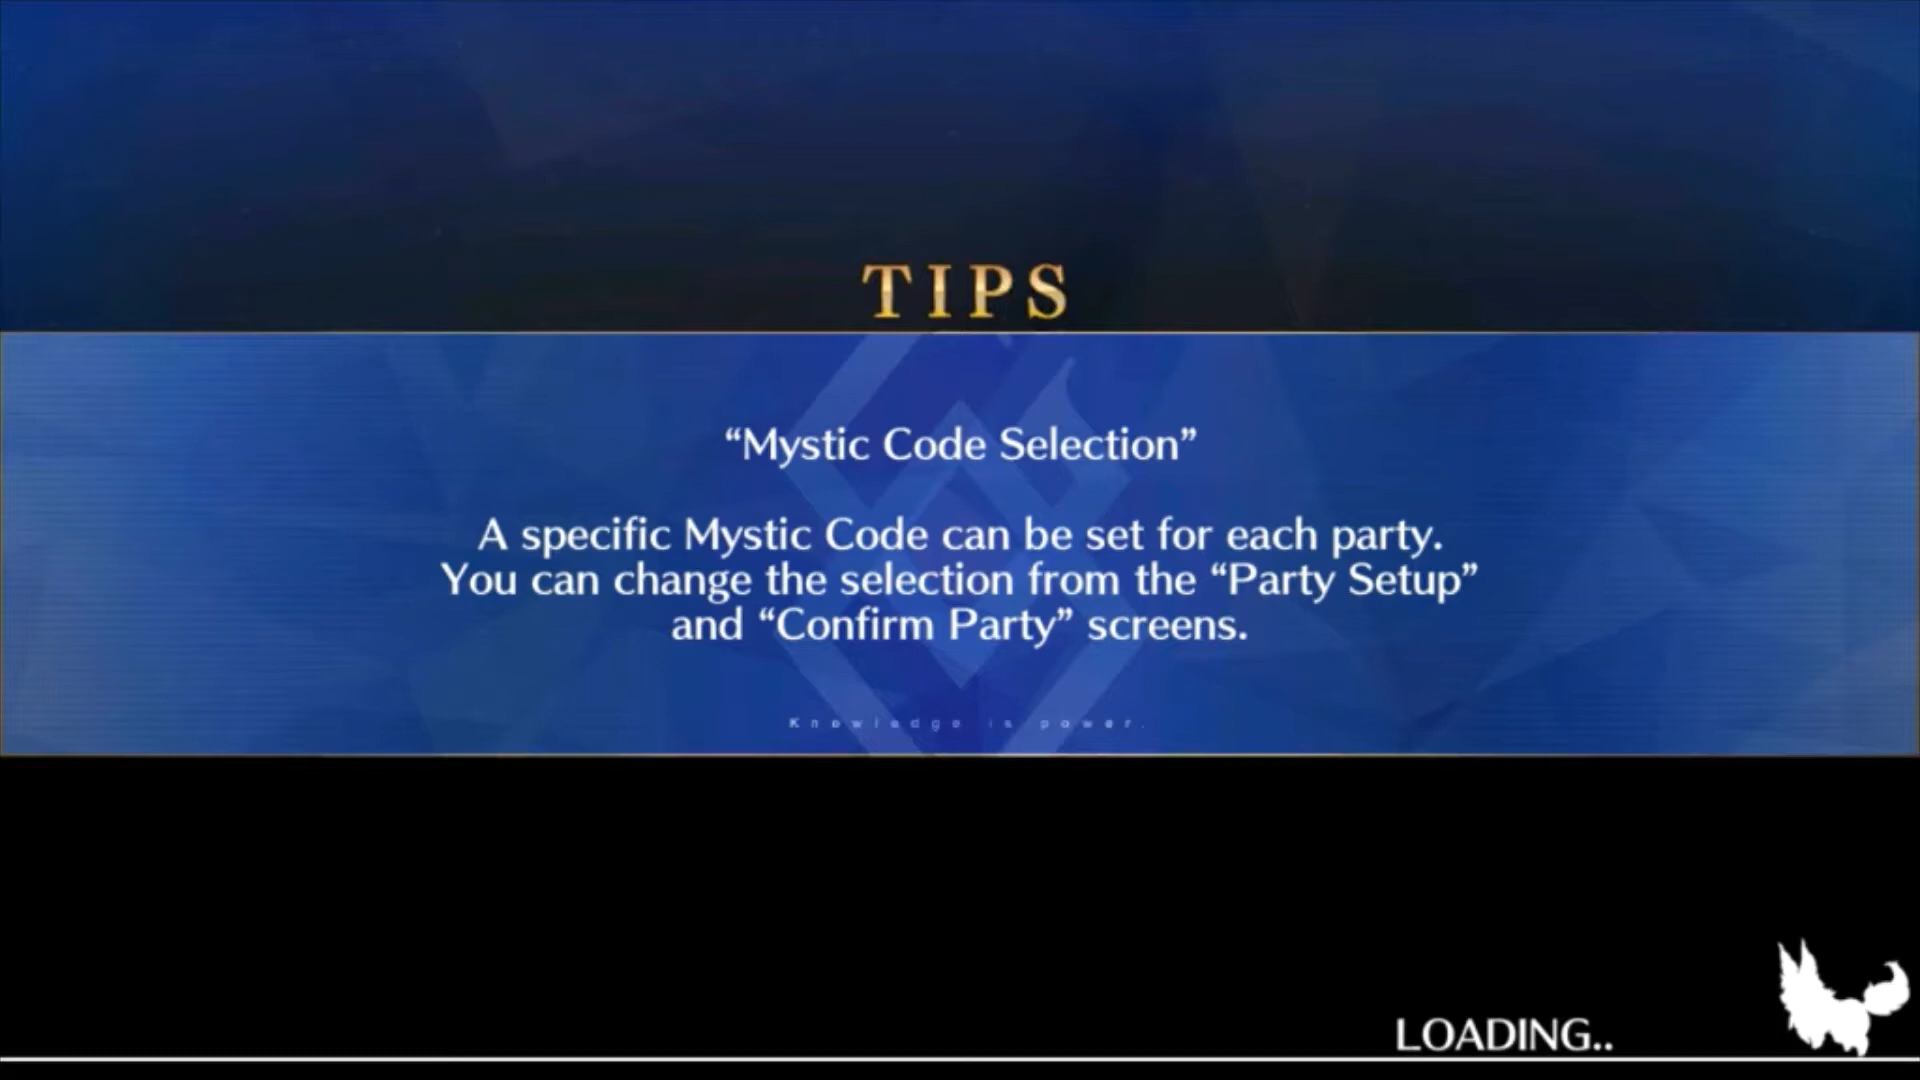 TIPS
“Mystic Code Selection”
A specific Mystic Code can be set for each party.
You can change the selection from the “Party Setup”
and “Confirm Party” screens.
Knowledge is power.
LOADING..